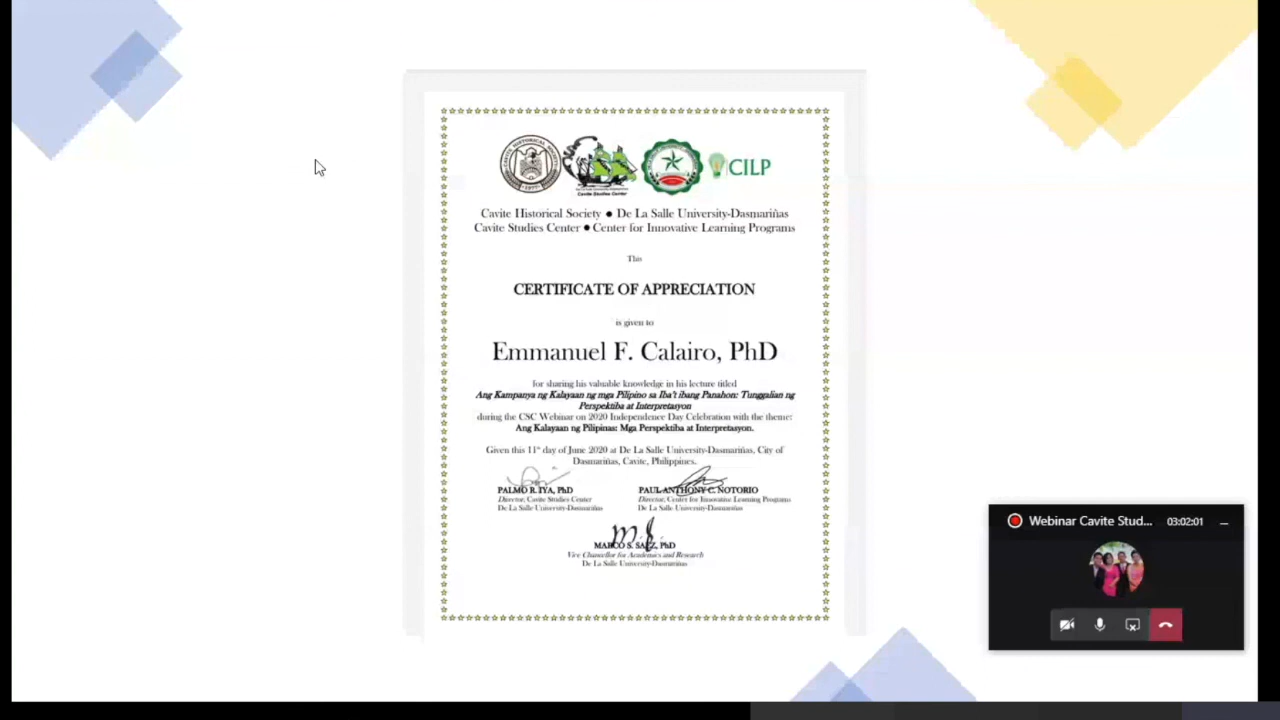 CILP
Cavite Historical Society ● De La Salle University-Dasmariñas
Cavite Studies Center ● Center for Innovative Learning Programs
This
CERTIFICATE OF APPRECIATION
is given to
Emmanuel F. Calairo, PhD
for sharing his valuable knowledge in his lecture titled
Ang Kampanya ng Kalayaan ng mga Pilipino sa Iba't ibang Panahon: Tunggalian ng
Perspektiba at Interpretasyon
during the CSC Webinar on 2020 Independence Day Celebration with the theme:
Ang Kalayaan ng Pilipinas: Mga Perspektiba at Interpretasyon.
Given this 11th day of June 2020 at De La Salle University-Dasmariñas, City of
Dasmariñas, Cavite, Philippines.
PALMO R. IYA, PhD
Director, Cavite Studies Center
De La Salle University-Dasmariñas
PAUL ANTHONY C. NOTORIO
Director, Center for Innovative Learning Programs
De La Salle University-Dasmariñas
MARCO S. SAEZ, PhD
Vice Chancellor for Academics and Research
De La Salle University-Dasmariñas
Webinar Cavite Stud... 03:02:01